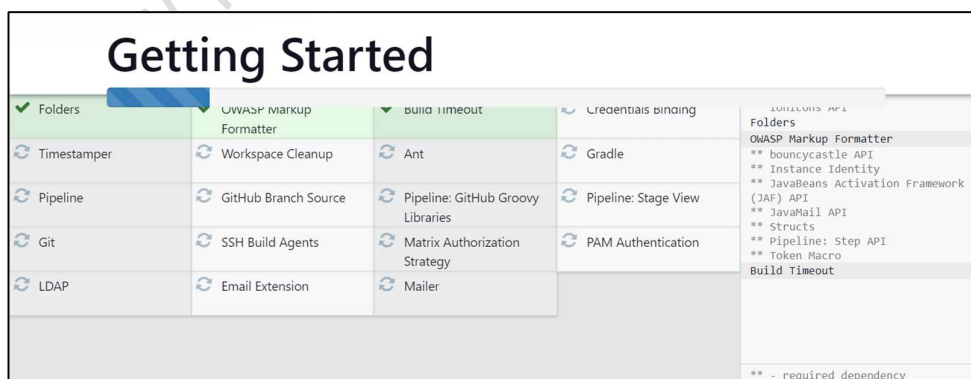 Getting Started
Folders
OWASP Markup
Formatter
Build Timeout
Credentials Binding
Timestamper
Workspace Cleanup
Ant
Gradle
Pipeline
GitHub Branch Source
Pipeline: GitHub Groovy
Libraries
Pipeline: Stage View
Git
SSH Build Agents
Matrix Authorization
Strategy
PAM Authentication
LDAP
Email Extension
Mailer
Ionicons API
Folders
OWASP Markup Formatter
** bouncycastle API
** Instance Identity
** JavaBeans Activation Framework
(JAF) API
** JavaMail API
** Structs
** Pipeline: Step API
** Token Macro
Build Timeout
** - required dependency